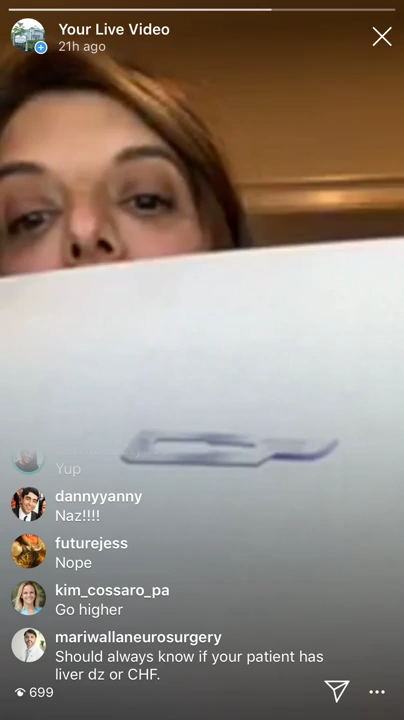 Your Live Video
21h ago
Yup
dannyyanny
Naz!!!!
futurejess
Nope
kim_cossaro_pa
Go higher
mariwallaneurosurgery
Should always know if your patient has
liver dz or CHF.
699